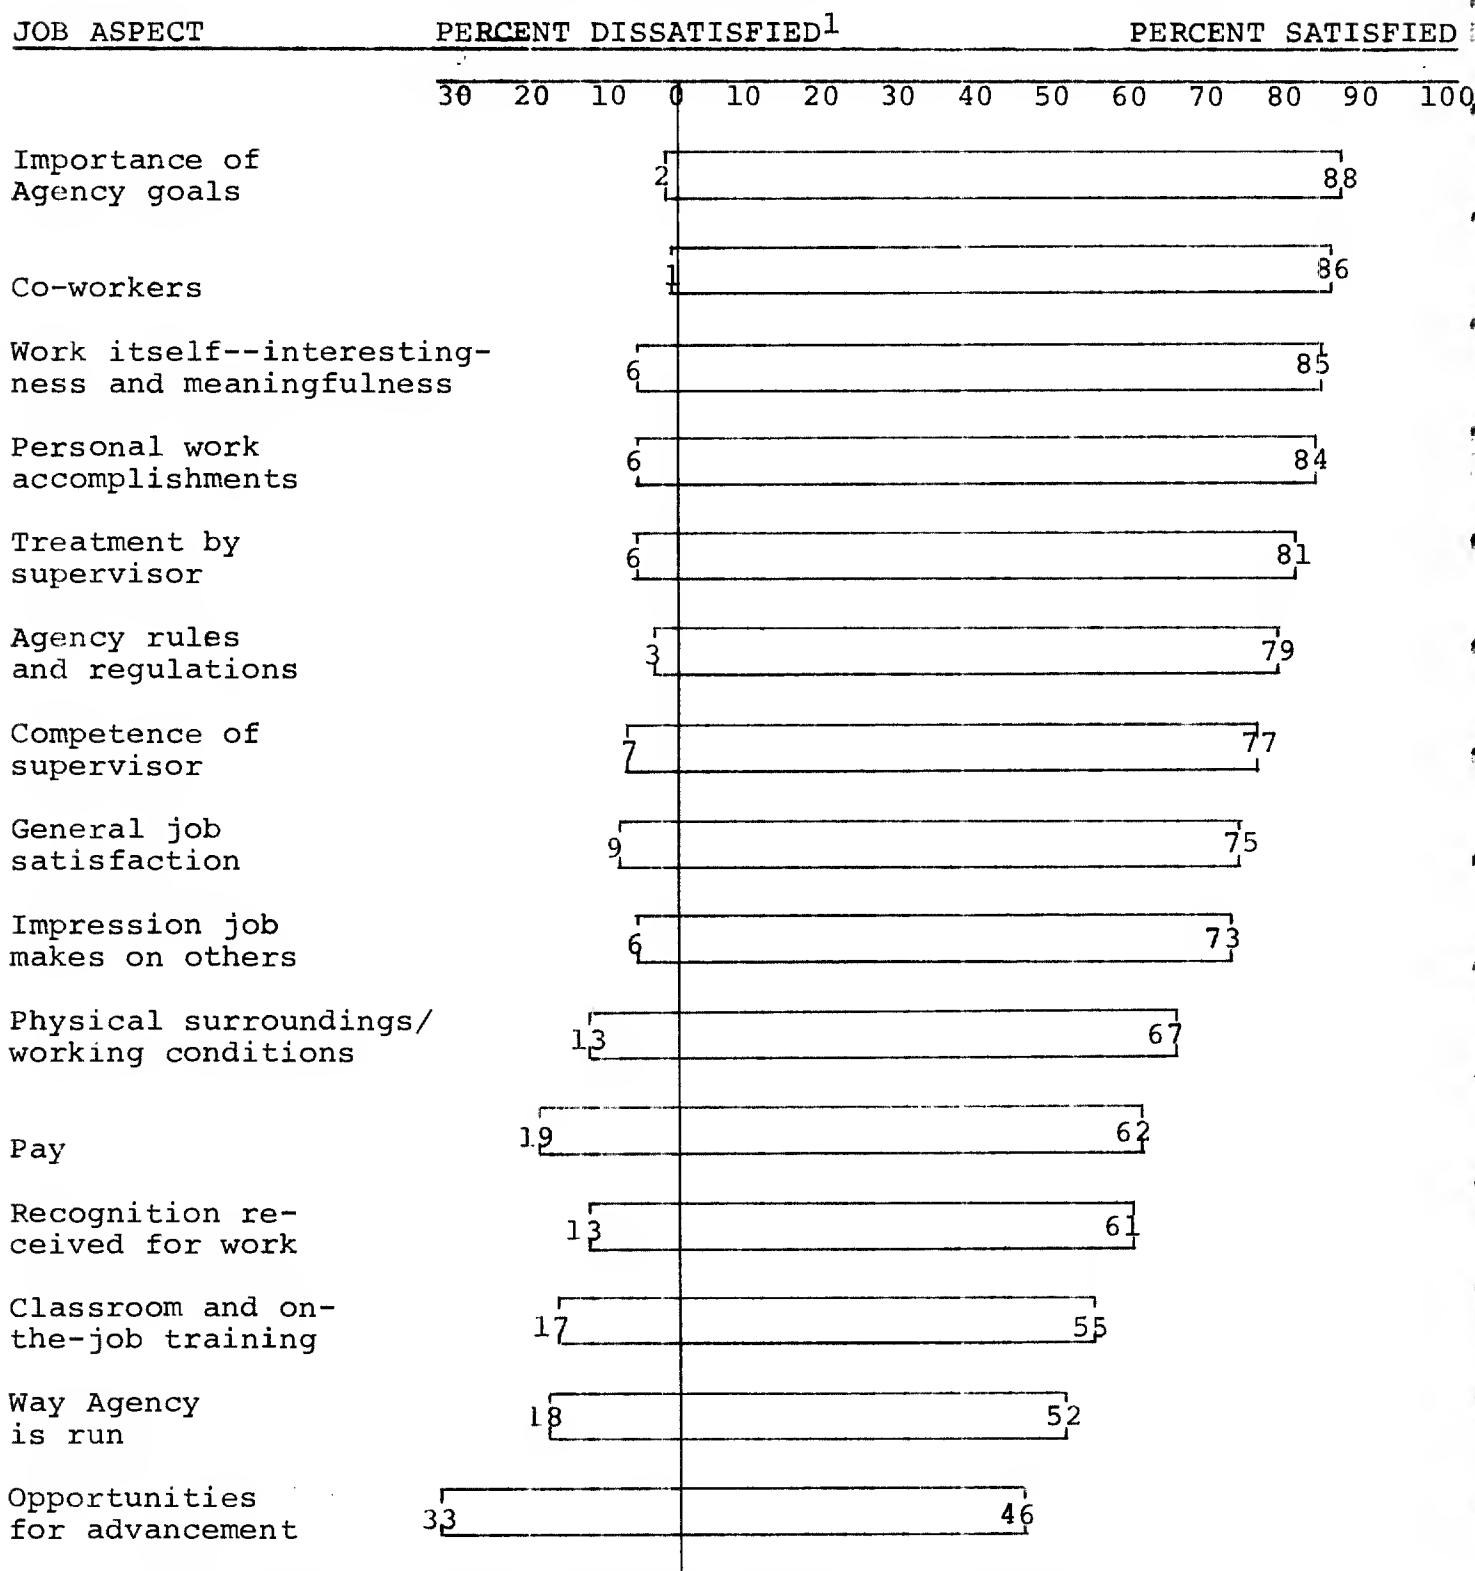 JOB ASPECT PERCENT DISSATISFIED1 PERCENT SATISFIED
30 20 10 0 10 20 30 40 50 60 70 80 90 100
Importance of
Agency goals
2 88
Co-workers
1 86
Work itself--interesting-
ness and meaningfulness
6 85
Personal work
accomplishments
6 84
Treatment by
supervisor
6 81
Agency rules
and regulations
3 79
Competence of
supervisor
7 77
General job
satisfaction
9 75
Impression job
makes on others
6 73
Physical surroundings/
working conditions
13 67
Pay
19 62
Recognition re-
ceived for work
13 61
Classroom and on-
the-job training
17 55
Way Agency
is run
18 52
Opportunities
for advancement
33 46